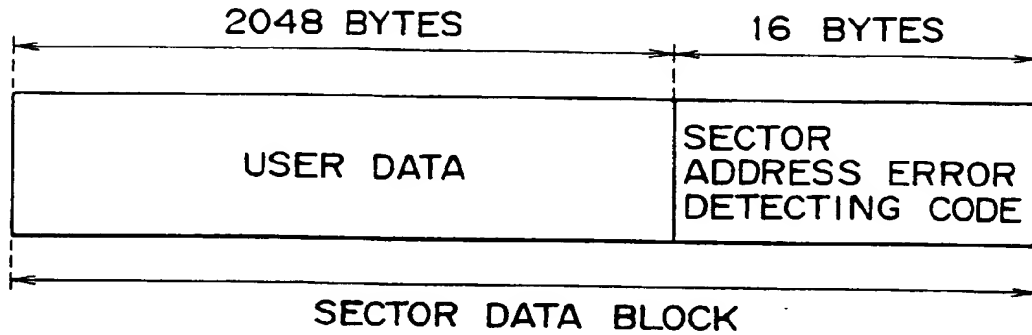 2048 BYTES
16 BYTES
USER DATA
SECTOR
ADDRESS ERROR
DETECTING CODE
SECTOR DATA BLOCK